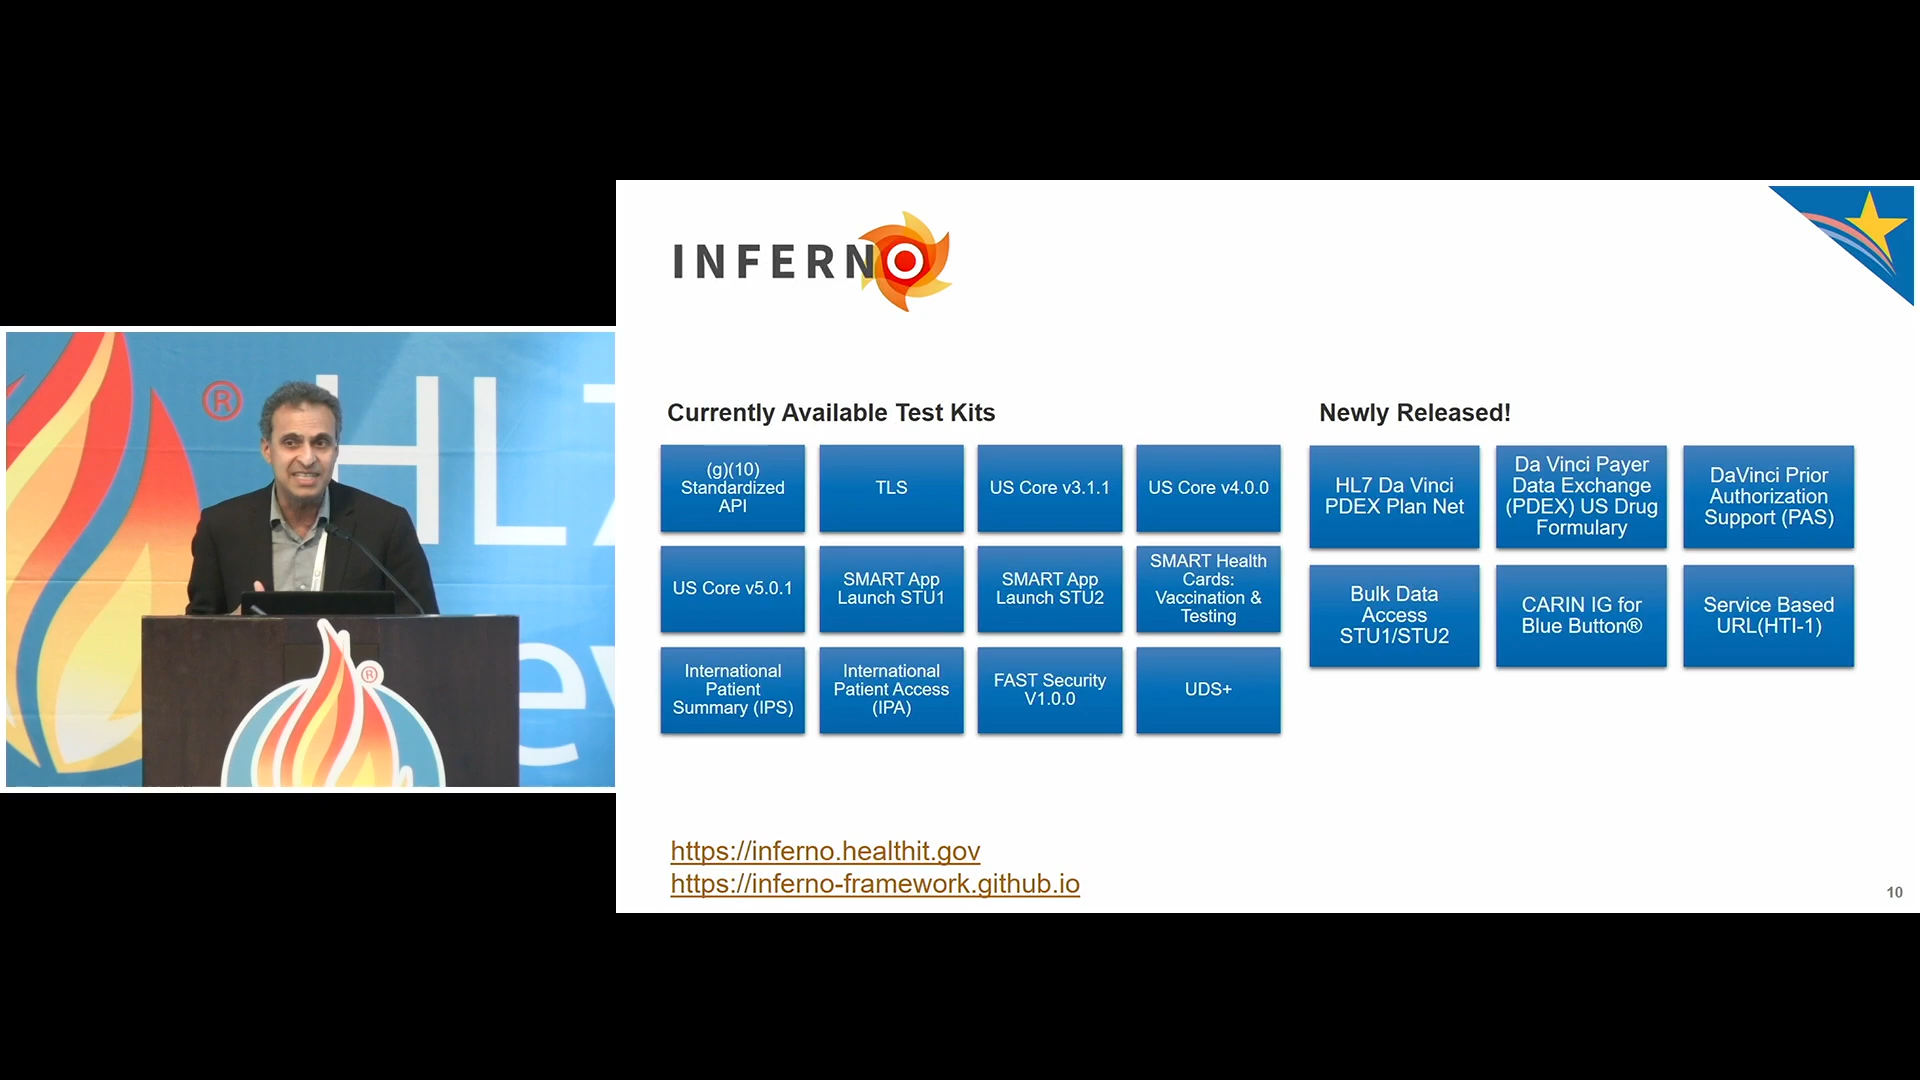 INFERNO
Currently Available Test Kits
(g)(10)
Standardized
API
TLS
US Core v3.1.1
US Core v4.0.0
US Core v5.0.1
SMART App
Launch STU1
SMART App
Launch STU2
SMART Health
Cards:
Vaccination &
Testing
International
Patient
Summary (IPS)
International
Patient Access
(IPA)
FAST Security
V1.0.0
UDS+
Newly Released!
HL7 Da Vinci
PDEX Plan Net
Da Vinci Payer
Data Exchange
(PDEX) US Drug
Formulary
DaVinci Prior
Authorization
Support (PAS)
Bulk Data
Access
STU1/STU2
CARIN IG for
Blue Button®
Service Based
URL(HTI-1)
https://inferno.healthit.gov
https://inferno-framework.github.io
10
®
HL7
®